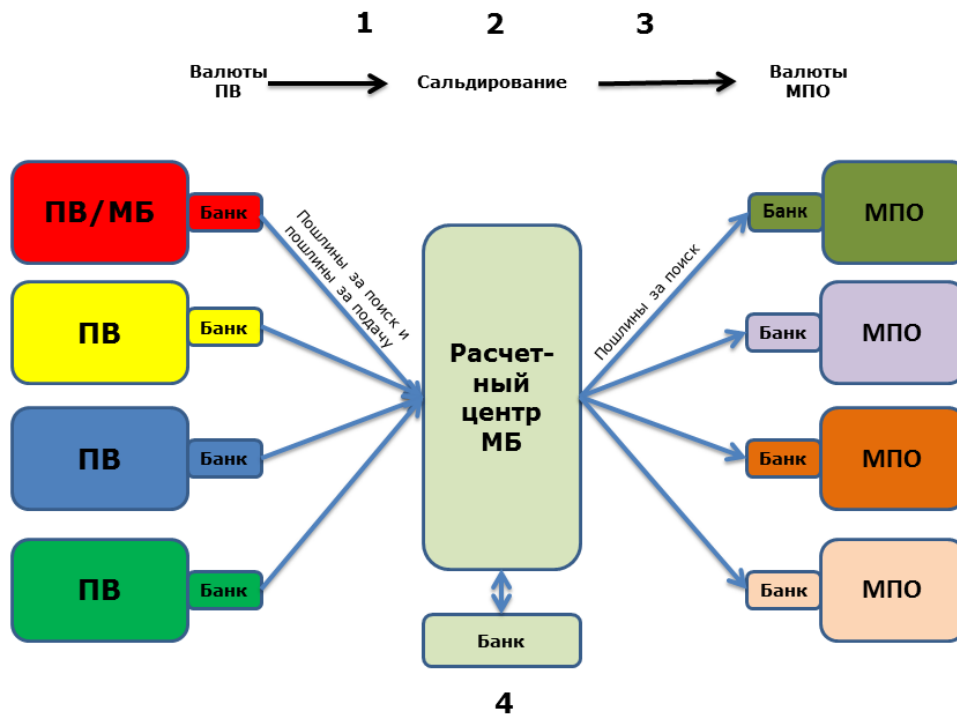 1
2
3
Валюты
ПВ
Сальдирование
Валюты
МПО
ПВ/МБ
Банк
Пошлины за поиск и
пошлины за подачу
Пошлины за поиск
Банк
МПО
ПВ
Банк
Банк
МПО
Расчет-
ный
центр
МБ
ПВ
Банк
Банк
МПО
ПВ
Банк
Банк
МПО
Банк
4